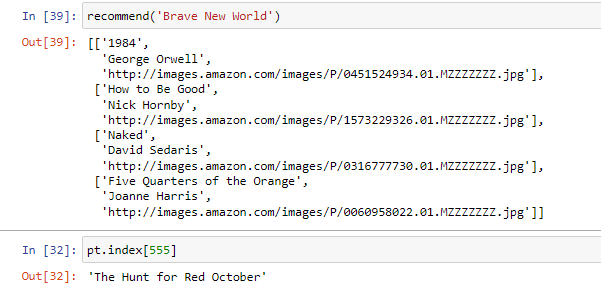 In [39]: recommend('Brave New World')
Out[39]: [['1984',
'George Orwell',
'http://images.amazon.com/images/P/0451524934.01.MZZZZZZZ.jpg'],
['How to Be Good',
'Nick Hornby',
'http://images.amazon.com/images/P/1573229326.01.MZZZZZZZ.jpg'],
['Naked',
'David Sedaris',
'http://images.amazon.com/images/P/0316777730.01.MZZZZZZZ.jpg'],
['Five Quarters of the Orange',
'Joanne Harris',
'http://images.amazon.com/images/P/0060958022.01.MZZZZZZZ.jpg']]
In [32]: pt.index[555]
Out[32]: 'The Hunt for Red October'